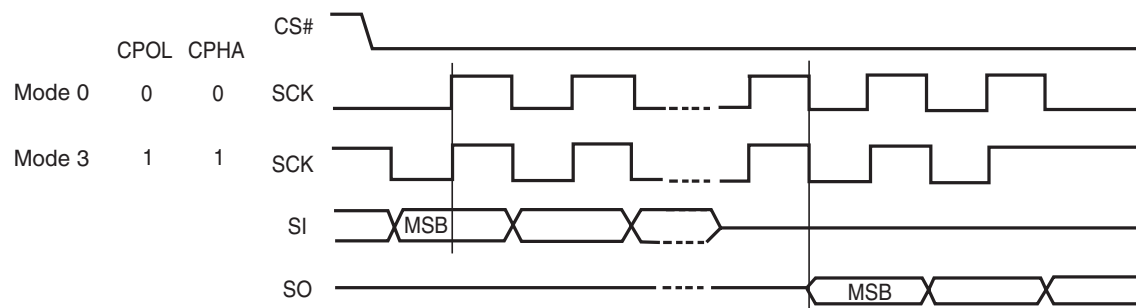 CS#
CPOL CPHA
Mode 0 0 0 SCK
Mode 3 1 1 SCK
SI MSB
SO MSB